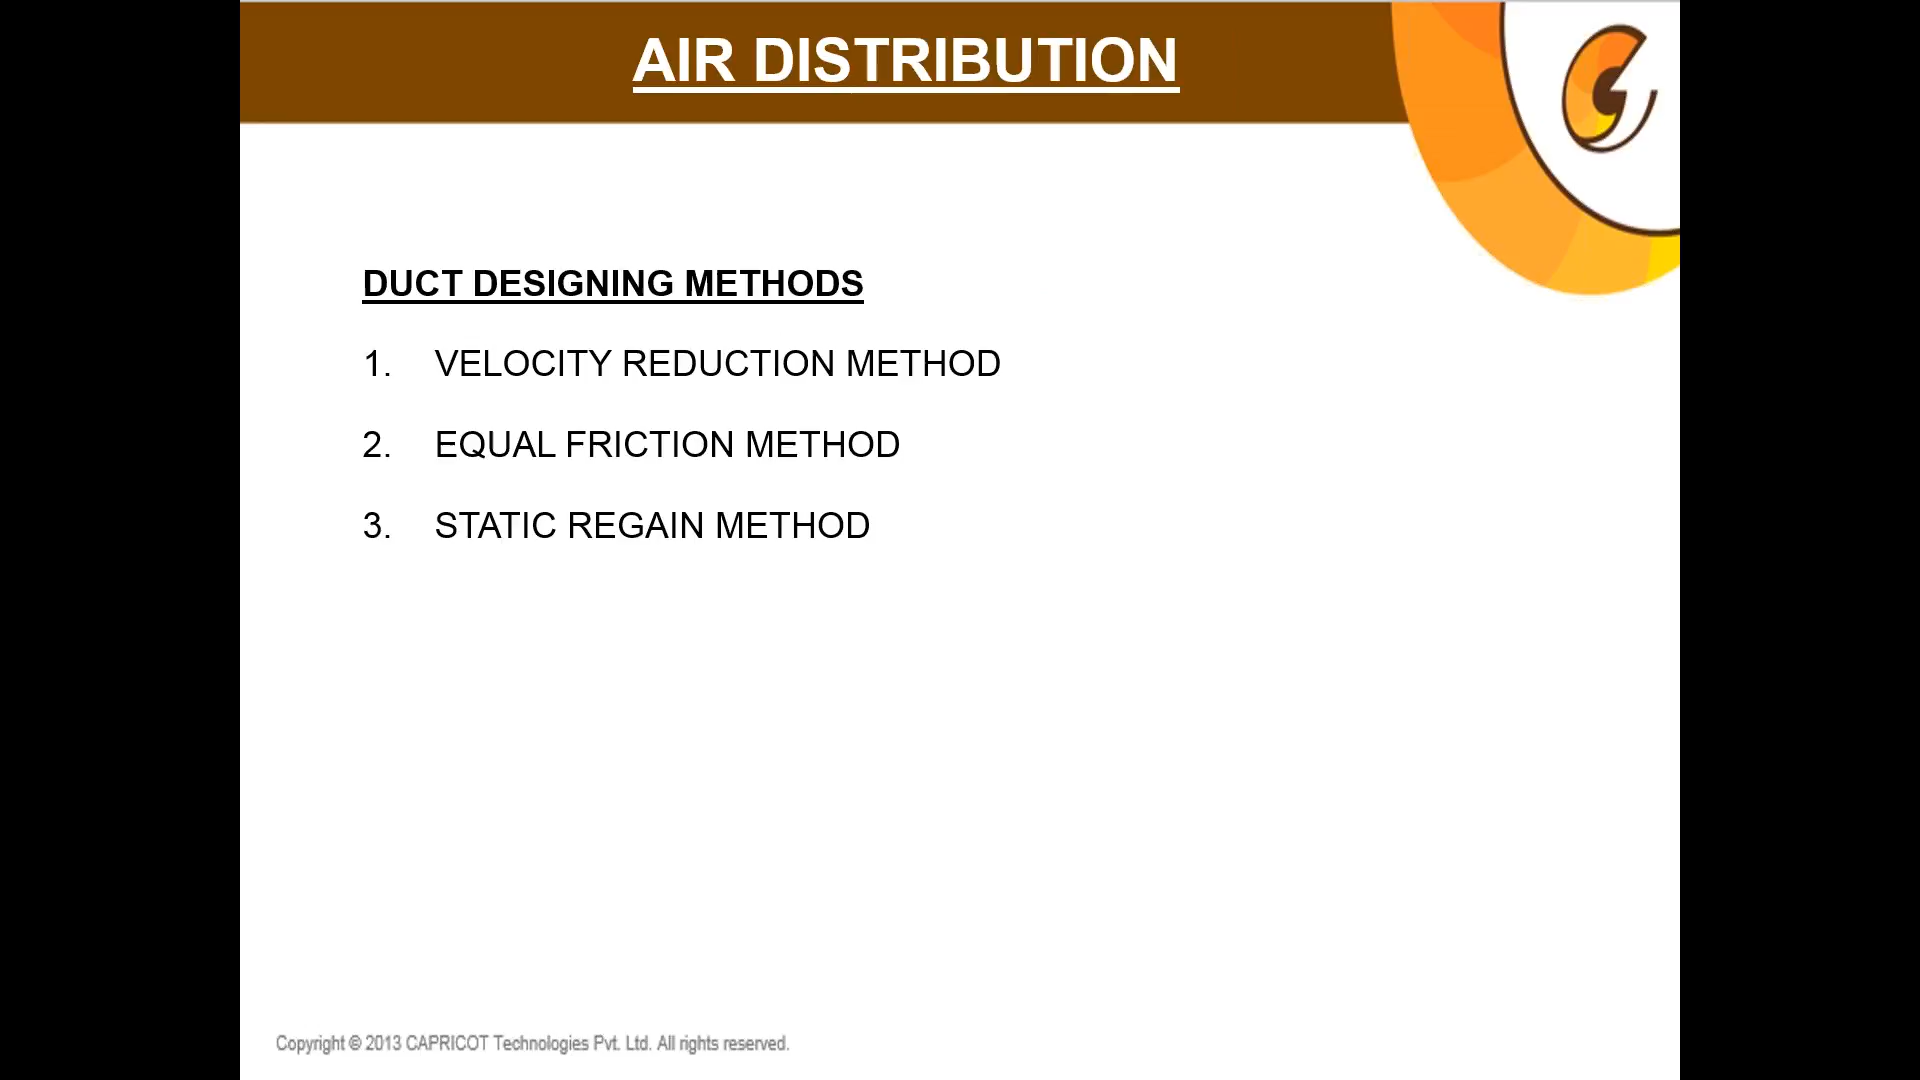 AIR DISTRIBUTION
DUCT DESIGNING METHODS
1. VELOCITY REDUCTION METHOD
2. EQUAL FRICTION METHOD
3. STATIC REGAIN METHOD
Copyright © 2013 CAPRICOT Technologies Pvt. Ltd. All rights reserved.